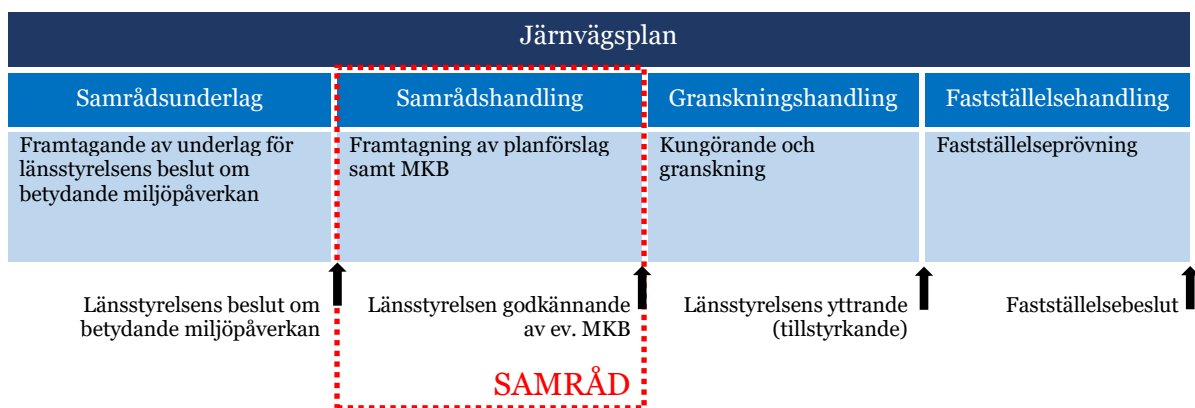 Järnvägsplan
Samrådsunderlag
Samrådshandling
Granskningshandling
Fastställelsehandling
Framtagande av underlag för
länsstyrelsens beslut om
betydande miljöpåverkan
Framtagning av planförslag
samt MKB
Kungörande och
granskning
Fastställelseprövning
Länsstyrelsens beslut om
betydande miljöpåverkan
Länsstyrelsen godkännande
av ev. MKB
Länsstyrelsens yttrande
(tillstyrkande)
Fastställelsebeslut
SAMRÅD